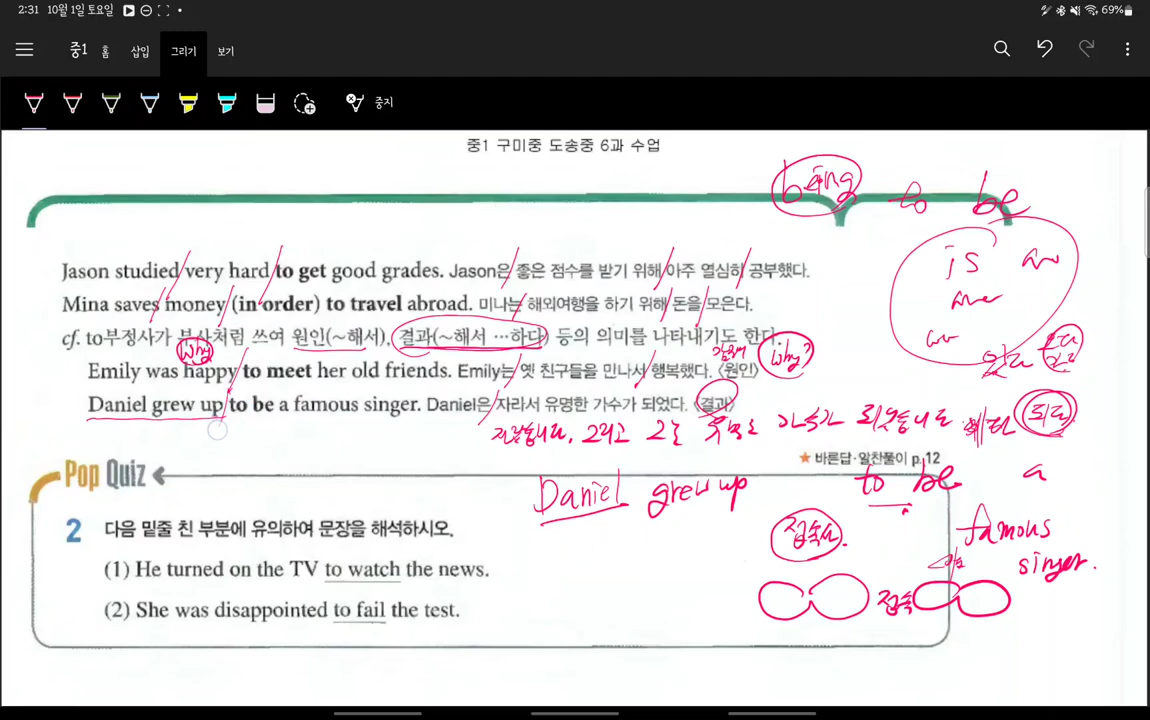 2:31 10월 1일 토요일
69%
중1 홈 삽입 그리기 보기
중지
중1 구미중 도송중 6과 수업
being to be
is
are
Jason studied very hard to get good grades. Jason은 좋은 점수를 받기 위해 아주 열심히 공부했다.
Mina saves money (in order) to travel abroad. 미나는 해외여행을 하기 위해 돈을 모은다.
cf. to부정사가 부사처럼 쓰여 원인(~해서), 결과(~해서 …하다) 등의 의미를 나타내기도 한다.
Why Why?
Emily was happy to meet her old friends. Emily는 옛 친구들을 만나서 행복했다. <원인>
Daniel grew up to be a famous singer. Daniel은 자라서 유명한 가수가 되었다. <결과>
자랐습니다, 그리고 그는 가수가 되었습니다
★ 바른답·알찬풀이 p.12
Pop Quiz
Daniel grew up to be a
famous
singer.
접속사.
접속
2 다음 밑줄 친 부분에 유의하여 문장을 해석하시오.
(1) He turned on the TV to watch the news.
(2) She was disappointed to fail the test.